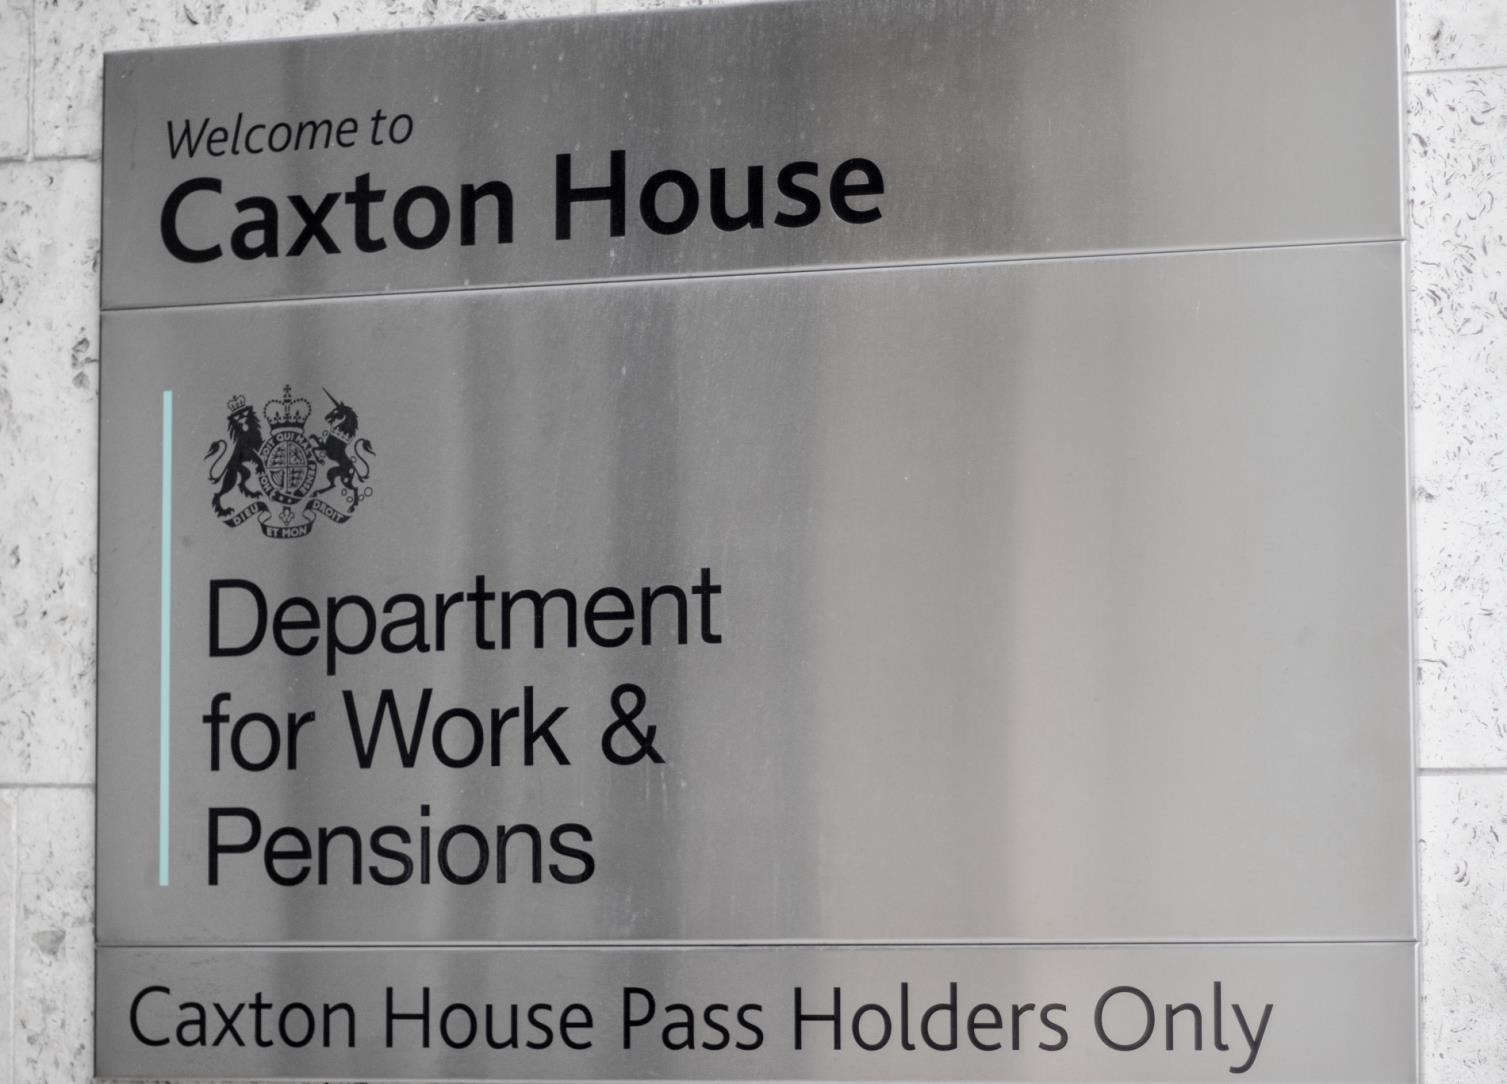 Welcome to
Caxton House
DIEU
ET MON
DROIT
Department
for Work &
Pensions
Caxton House Pass Holders Only